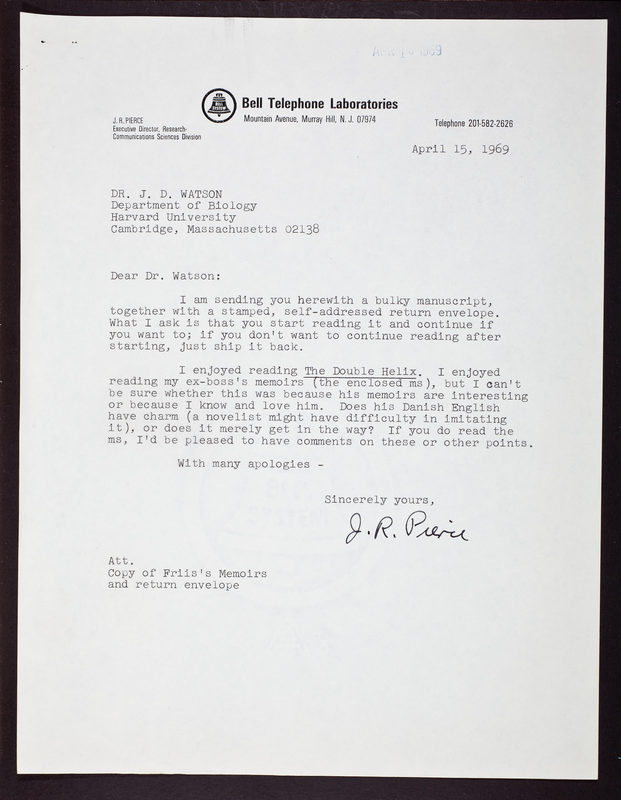 Bell Telephone Laboratories
Mountain Avenue, Murray Hill, N. J. 07974
J. R. PIERCE
Executive Director, Research-
Communications Sciences Division
Telephone 201-582-2626
April 15, 1969
DR. J. D. WATSON
Department of Biology
Harvard University
Cambridge, Massachusetts 02138
Dear Dr. Watson:
I am sending you herewith a bulky manuscript,
together with a stamped, self-addressed return envelope.
What I ask is that you start reading it and continue if
you want to; if you don't want to continue reading after
starting, just ship it back.
I enjoyed reading The Double Helix. I enjoyed
reading my ex-boss's memoirs (the enclosed ms), but I can't
be sure whether this was because his memoirs are interesting
or because I know and love him. Does his Danish English
have charm (a novelist might have difficulty in imitating
it), or does it merely get in the way? If you do read the
ms, I'd be pleased to have comments on these or other points.
With many apologies -
Sincerely yours,
J. R. Pierce
Att.
Copy of Friis's Memoirs
and return envelope